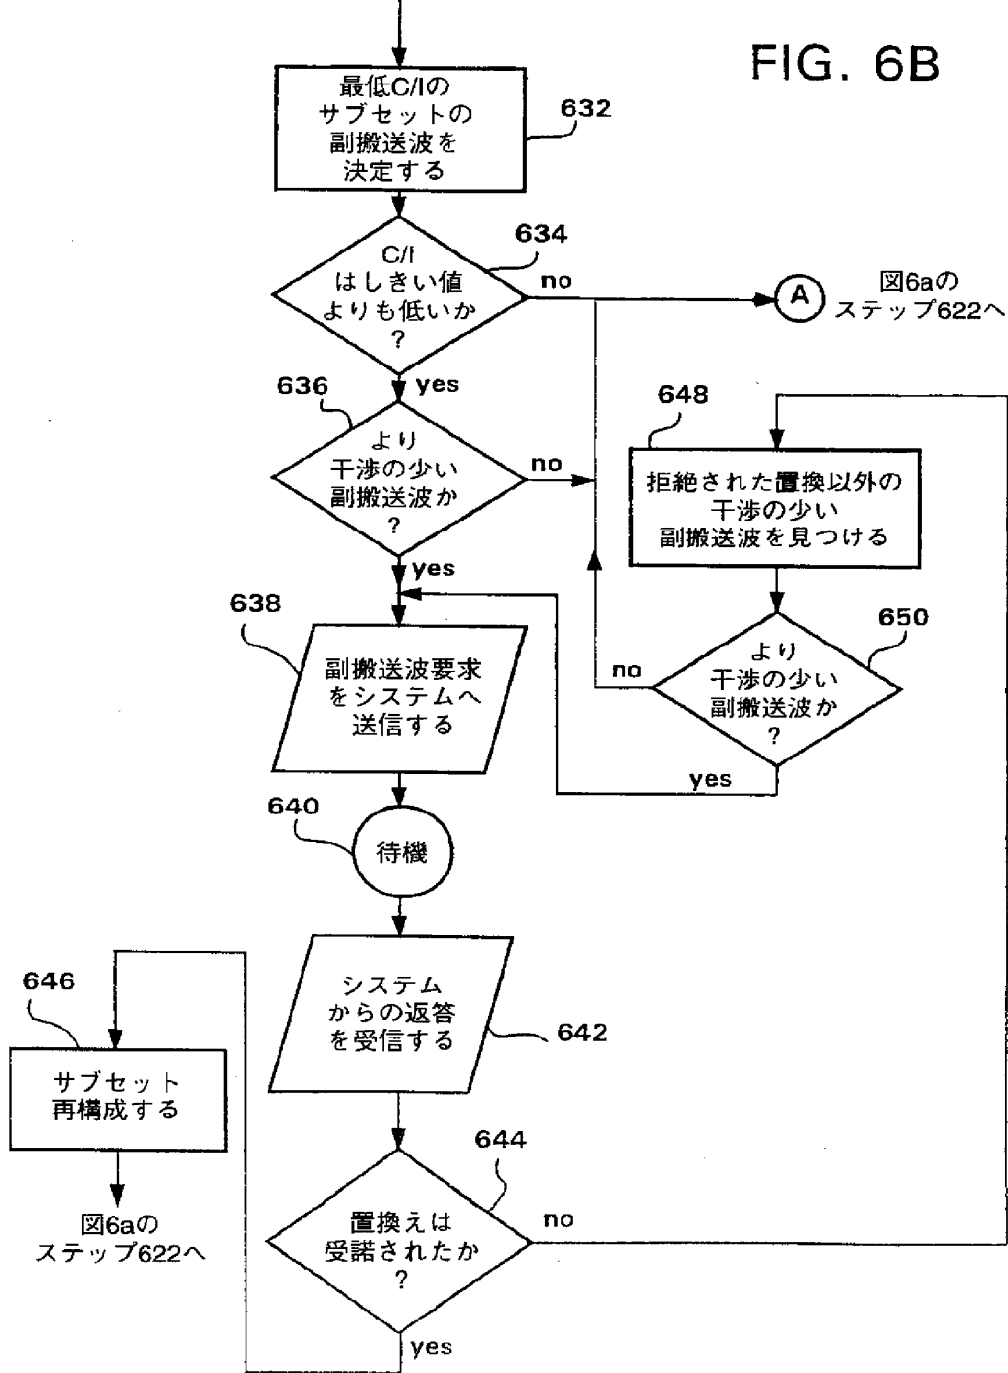 FIG. 6B
最低C/Iの
サブセットの
副搬送波を
決定する
632
C/I
はしきい値
よりも低いか
?
634
no
A
図6aの
ステップ622へ
yes
636
より
干渉の少い
副搬送波か
?
no
yes
648
拒絶された置換以外の
干渉の少い
副搬送波を見つける
650
より
干渉の少い
副搬送波か
?
no
yes
638
副搬送波要求
をシステムへ
送信する
640
待機
システム
からの返答
を受信する
642
646
サブセット
再構成する
図6aの
ステップ622へ
644
置換えは
受諾されたか
?
no
yes